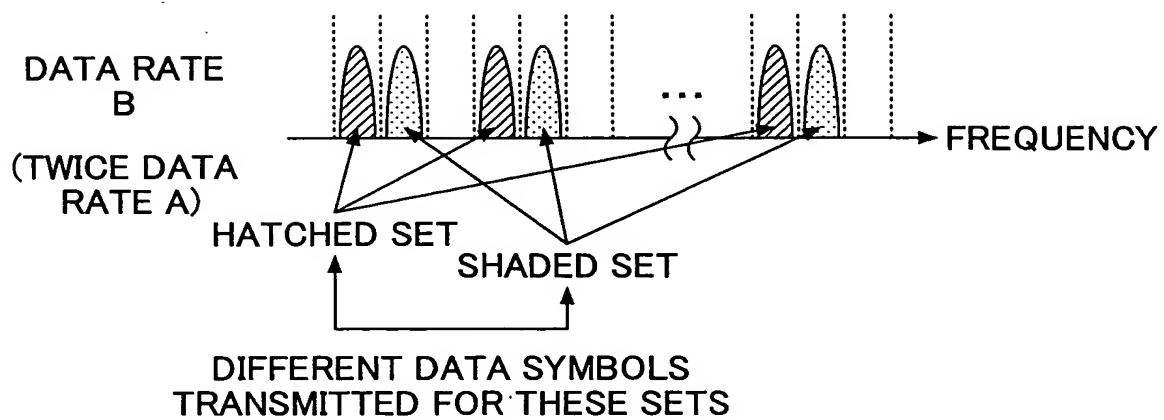 DATA RATE
B
(TWICE DATA
RATE A)
...
FREQUENCY
HATCHED SET
SHADED SET
DIFFERENT DATA SYMBOLS
TRANSMITTED FOR THESE SETS